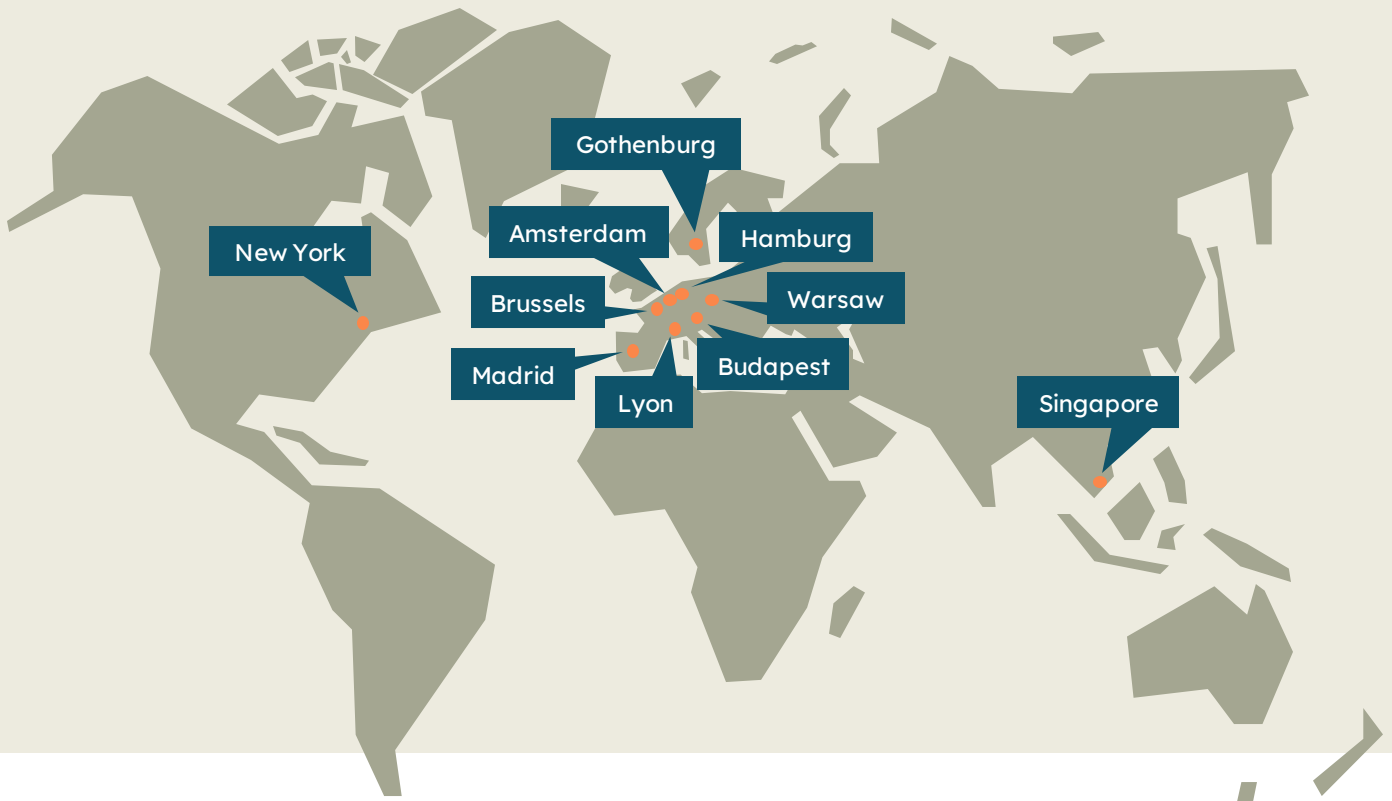 Gothenburg
Amsterdam
Hamburg
New York
Brussels
Warsaw
Madrid
Budapest
Lyon
Singapore